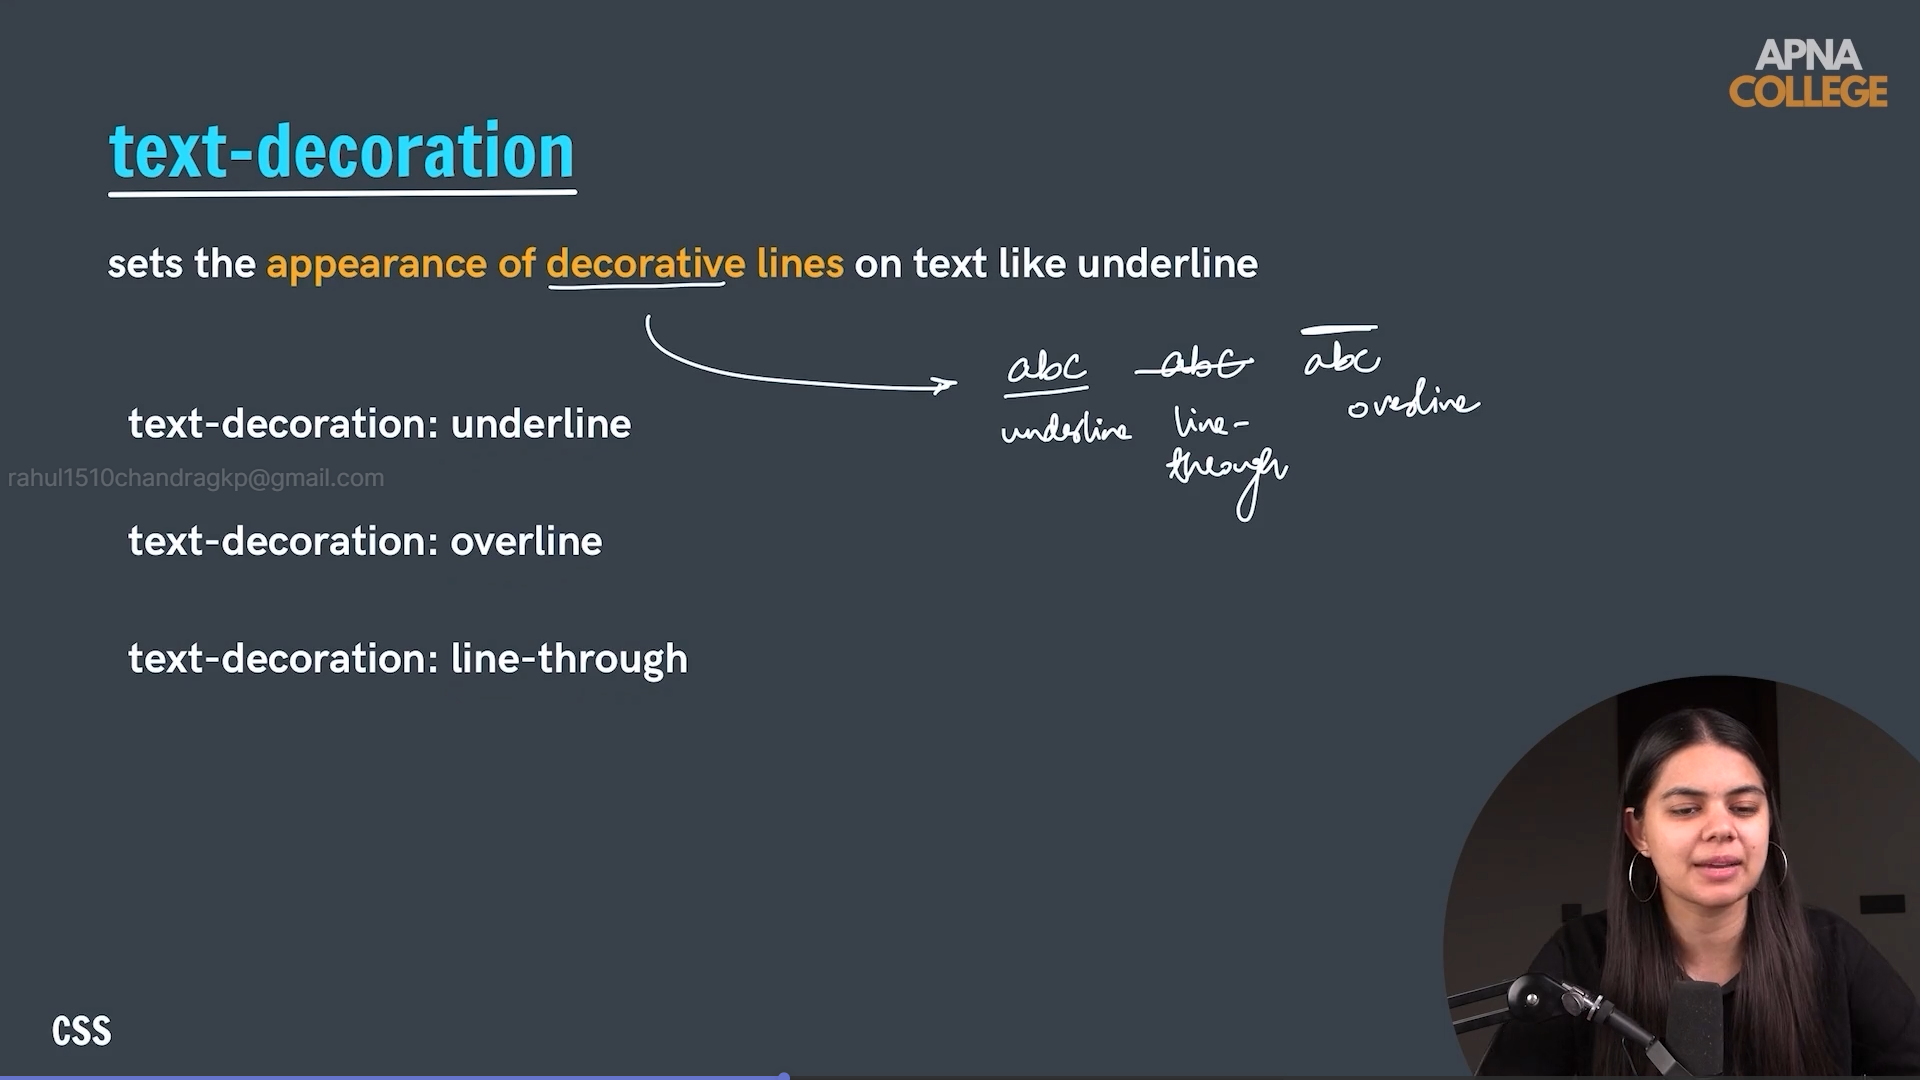 APNA
COLLEGE
text-decoration
sets the appearance of decorative lines on text like underline
abc abc abc
underline line-
through
overline
text-decoration: underline
rahul1510chandragkp@gmail.com
text-decoration: overline
text-decoration: line-through
CSS